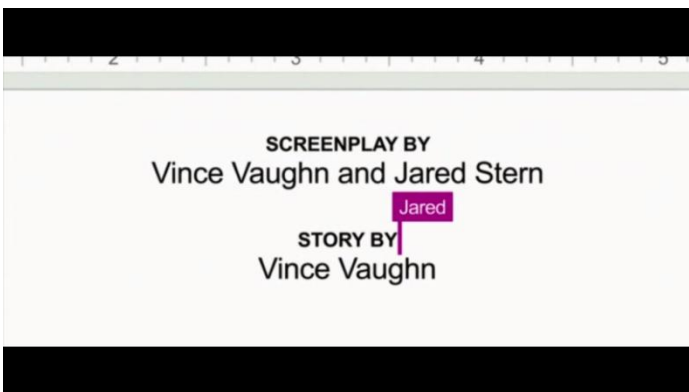 2 3 4 5
SCREENPLAY BY
Vince Vaughn and Jared Stern
Jared
STORY BY
Vince Vaughn